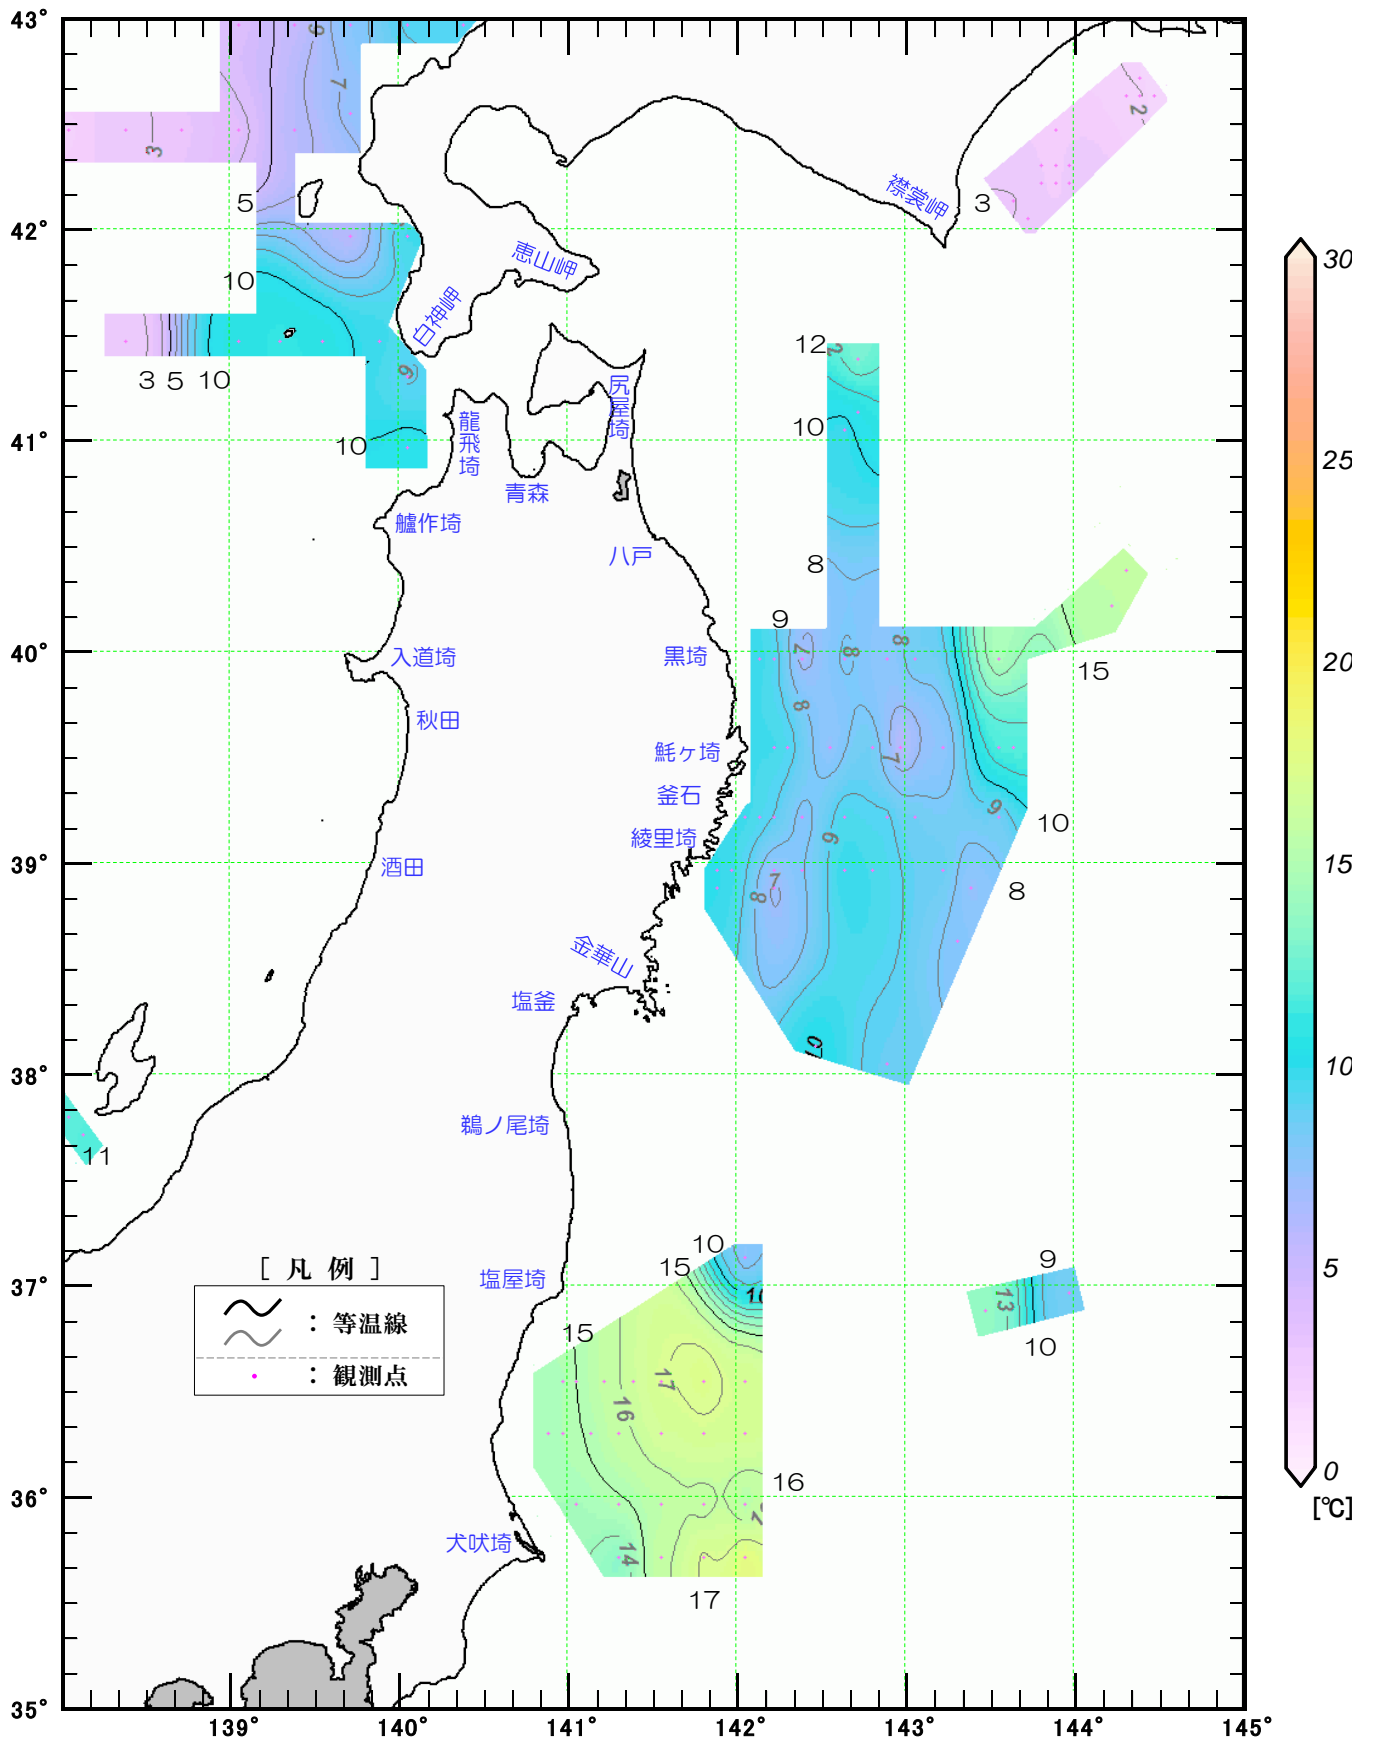 43°
42°
41°
40°
39°
38°
37°
36°
35°
139°
140°
141°
142°
143°
144°
145°
30
25
20
15
10
5
0
[℃]
襟裳岬
恵山岬
白神岬
尻屋埼
龍飛埼
青森
艫作埼
八戸
入道埼
黒埼
秋田
魹ヶ埼
釜石
綾里埼
酒田
金華山
塩釜
鵜ノ尾埼
塩屋埼
犬吠埼
[ 凡 例 ]
: 等温線
: 観測点
7
3
5
10
3
5
10
10
2
3
12
10
8
9
7
8
8
8
15
7
9
10
8
7
8
11
10
15
15
17
16
16
14
17
9
13
10